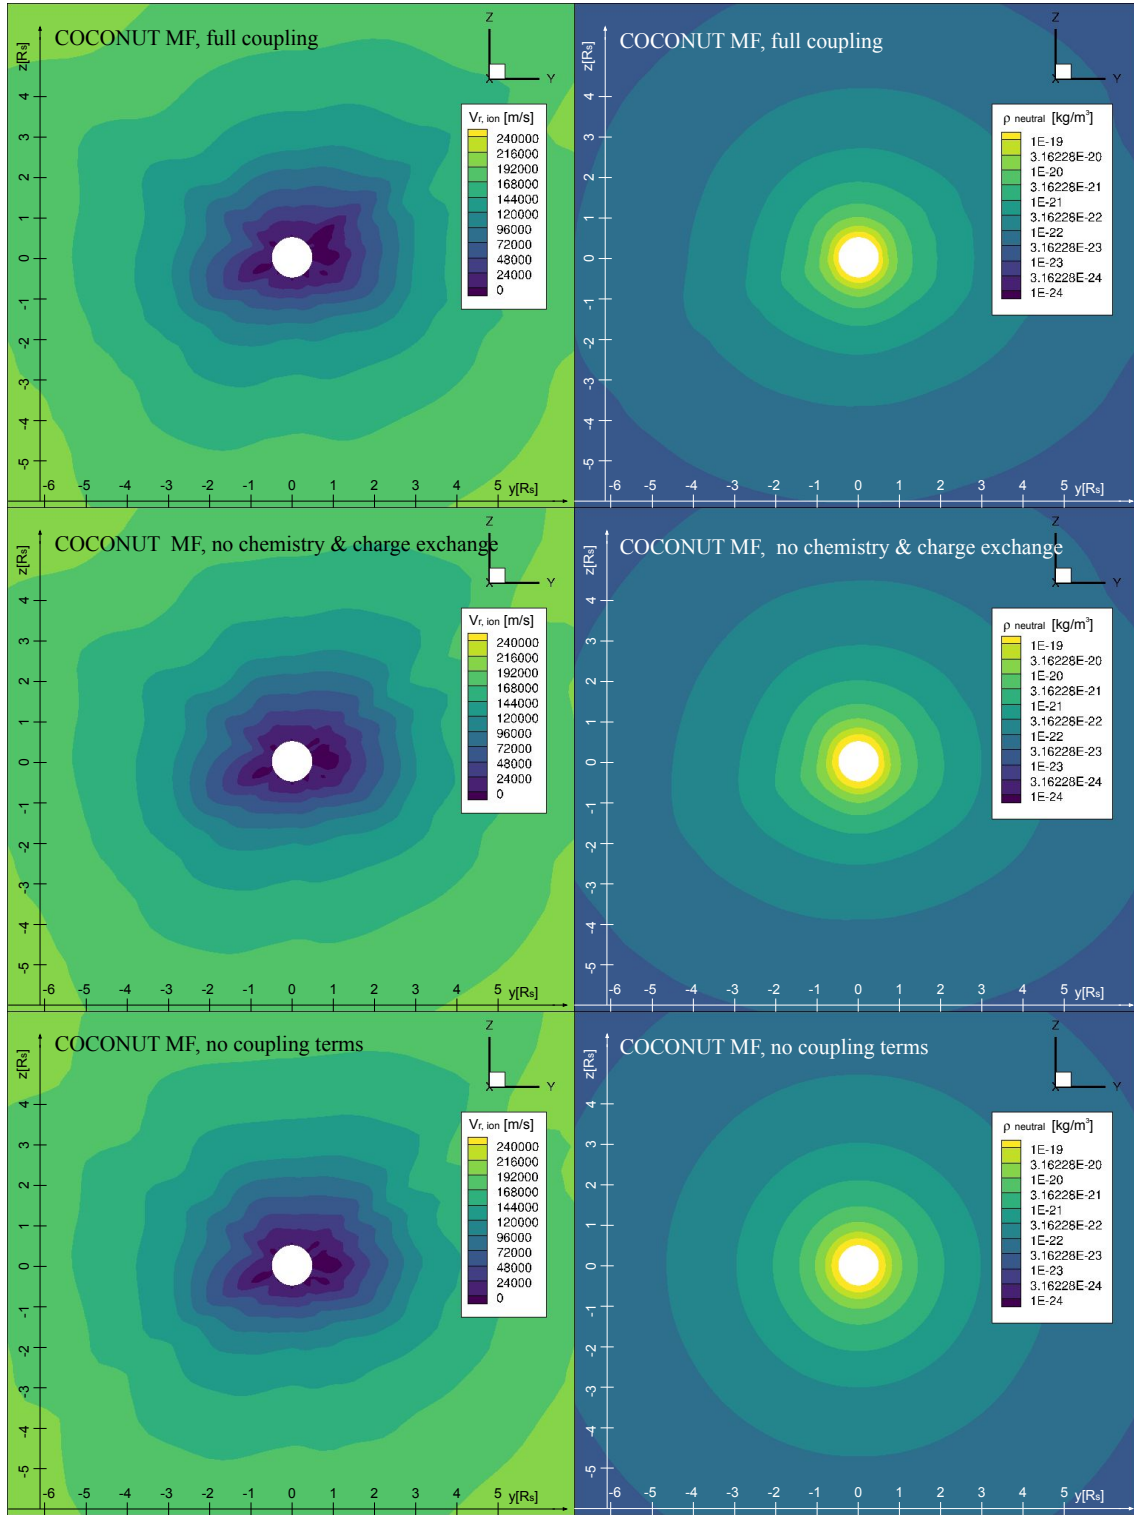 COCONUT MF, full coupling
Z
X
Y
z[Rs]
V r, ion [m/s]
240000
216000
192000
168000
144000
120000
96000
72000
48000
24000
0
4
3
2
1
0
-1
-2
-3
-4
-5
-6 -5 -4 -3 -2 -1 0 1 2 3 4 5 y[Rs]
COCONUT MF, full coupling
Z
X
Y
z[Rs]
ρ neutral [kg/m³]
1E-19
3.16228E-20
1E-20
3.16228E-21
1E-21
3.16228E-22
1E-22
3.16228E-23
1E-23
3.16228E-24
1E-24
4
3
2
1
0
-1
-2
-3
-4
-5
-6 -5 -4 -3 -2 -1 0 1 2 3 4 5 y[Rs]
COCONUT MF, no chemistry & charge exchange
Z
X
Y
z[Rs]
V r, ion [m/s]
240000
216000
192000
168000
144000
120000
96000
72000
48000
24000
0
4
3
2
1
0
-1
-2
-3
-4
-5
-6 -5 -4 -3 -2 -1 0 1 2 3 4 5 y[Rs]
COCONUT MF, no chemistry & charge exchange
Z
X
Y
z[Rs]
ρ neutral [kg/m³]
1E-19
3.16228E-20
1E-20
3.16228E-21
1E-21
3.16228E-22
1E-22
3.16228E-23
1E-23
3.16228E-24
1E-24
4
3
2
1
0
-1
-2
-3
-4
-5
-6 -5 -4 -3 -2 -1 0 1 2 3 4 5 y[Rs]
COCONUT MF, no coupling terms
Z
X
Y
z[Rs]
V r, ion [m/s]
240000
216000
192000
168000
144000
120000
96000
72000
48000
24000
0
4
3
2
1
0
-1
-2
-3
-4
-5
-6 -5 -4 -3 -2 -1 0 1 2 3 4 5 y[Rs]
COCONUT MF, no coupling terms
Z
X
Y
z[Rs]
ρ neutral [kg/m³]
1E-19
3.16228E-20
1E-20
3.16228E-21
1E-21
3.16228E-22
1E-22
3.16228E-23
1E-23
3.16228E-24
1E-24
4
3
2
1
0
-1
-2
-3
-4
-5
-6 -5 -4 -3 -2 -1 0 1 2 3 4 5 y[Rs]